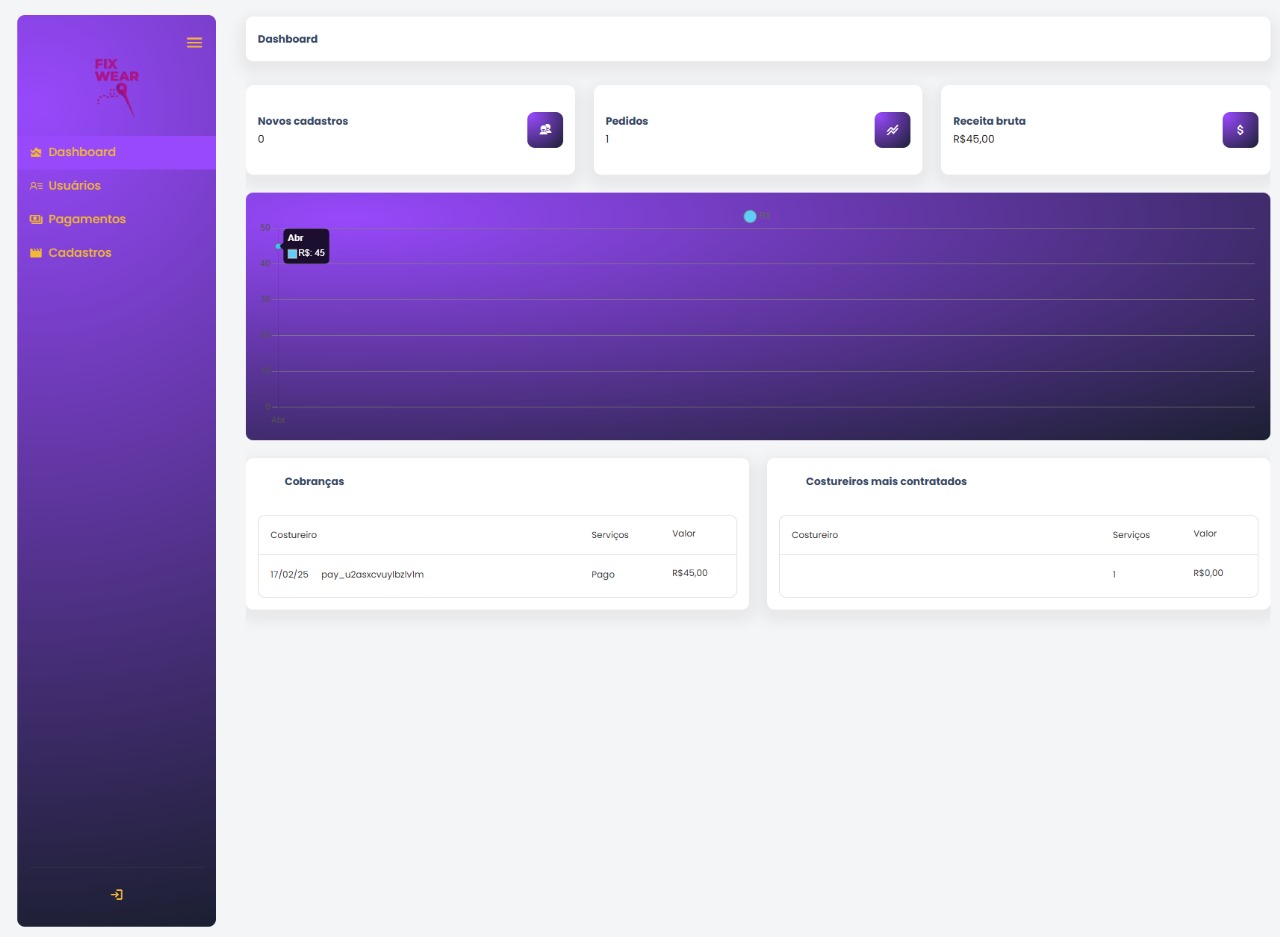 FIX
WEAR
Dashboard
Usuários
Pagamentos
Cadastros
Dashboard
Novos cadastros
0
Pedidos
1
Receita bruta
R$45,00
R$
50
Abr
R$: 45
40
30
20
10
0
Abr
Cobranças
Costureiro Serviços Valor
17/02/25 pay_u2asxcvuylbzlvlm Pago R$45,00
Costureiros mais contratados
Costureiro Serviços Valor
1 R$0,00